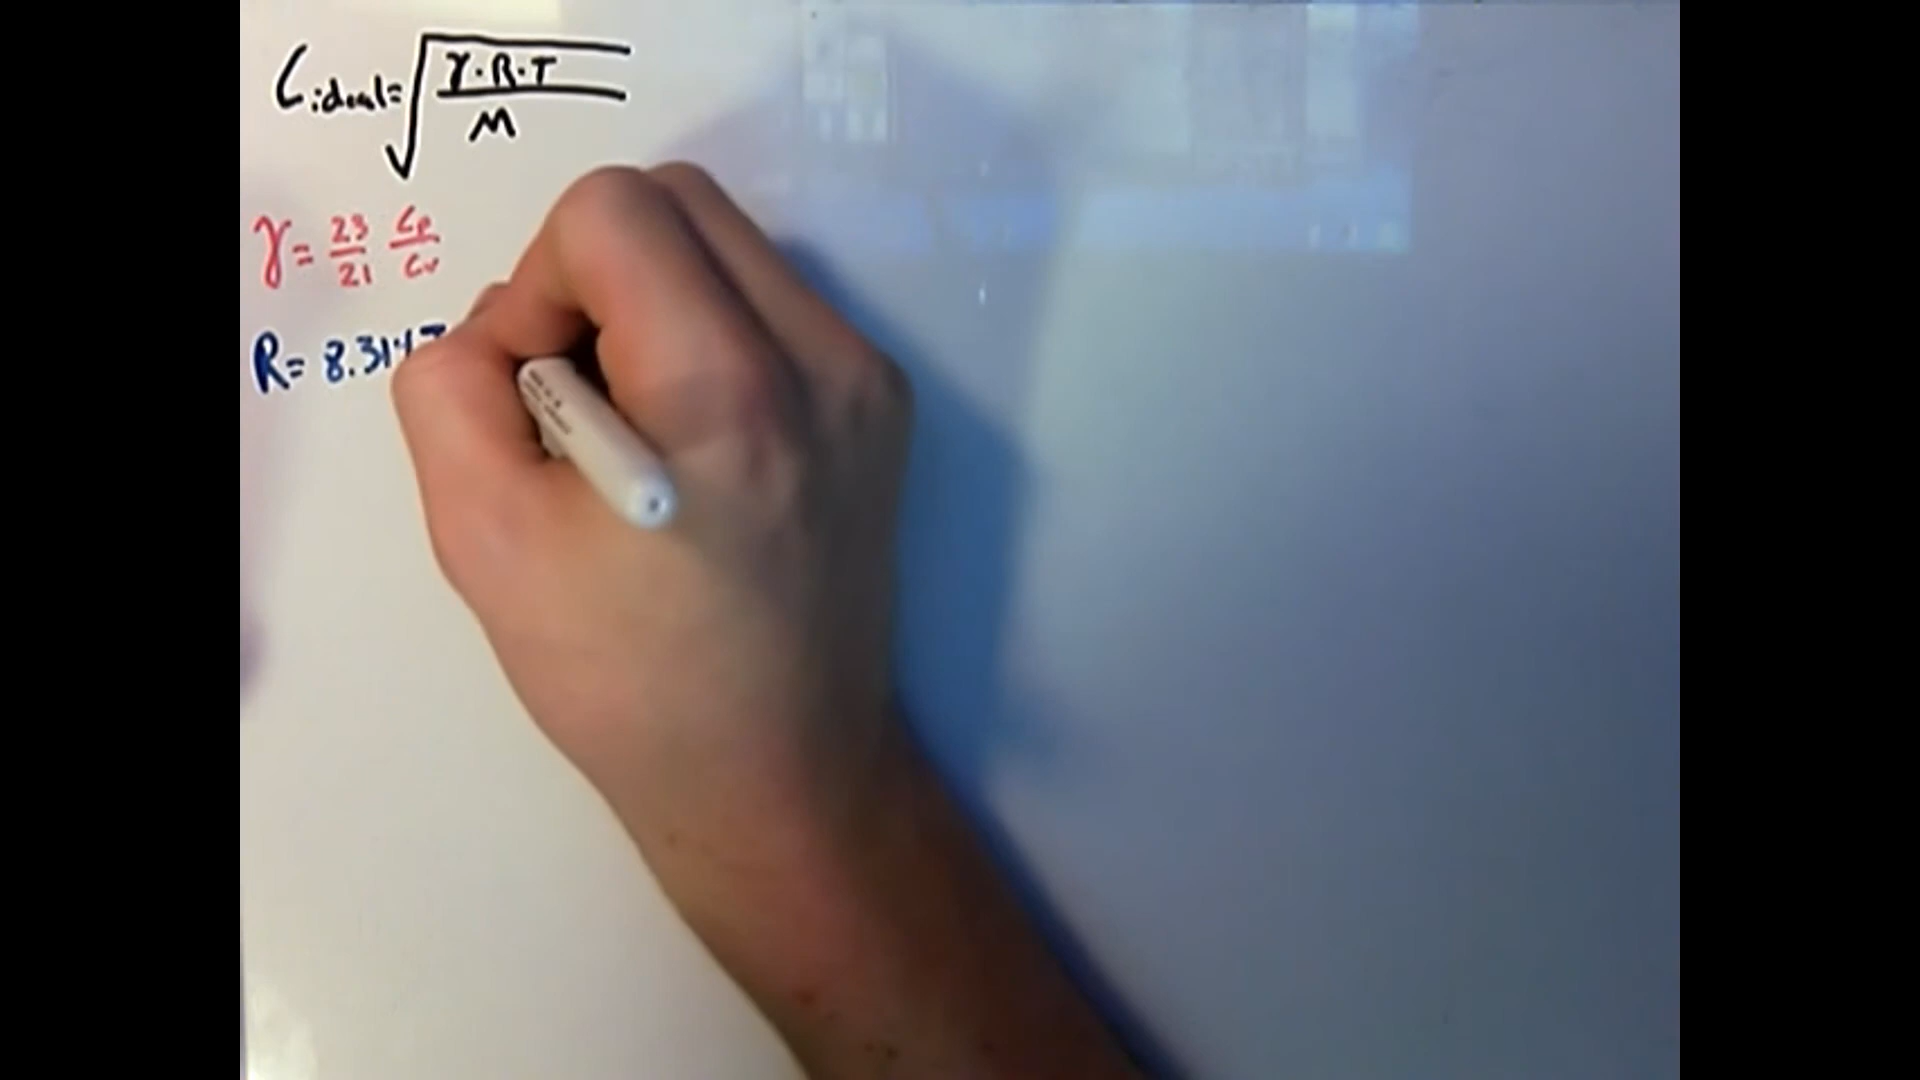 C ideal = √(γ·R·T / M)
γ = 23/21 Cp/Cv
R = 8.314 J